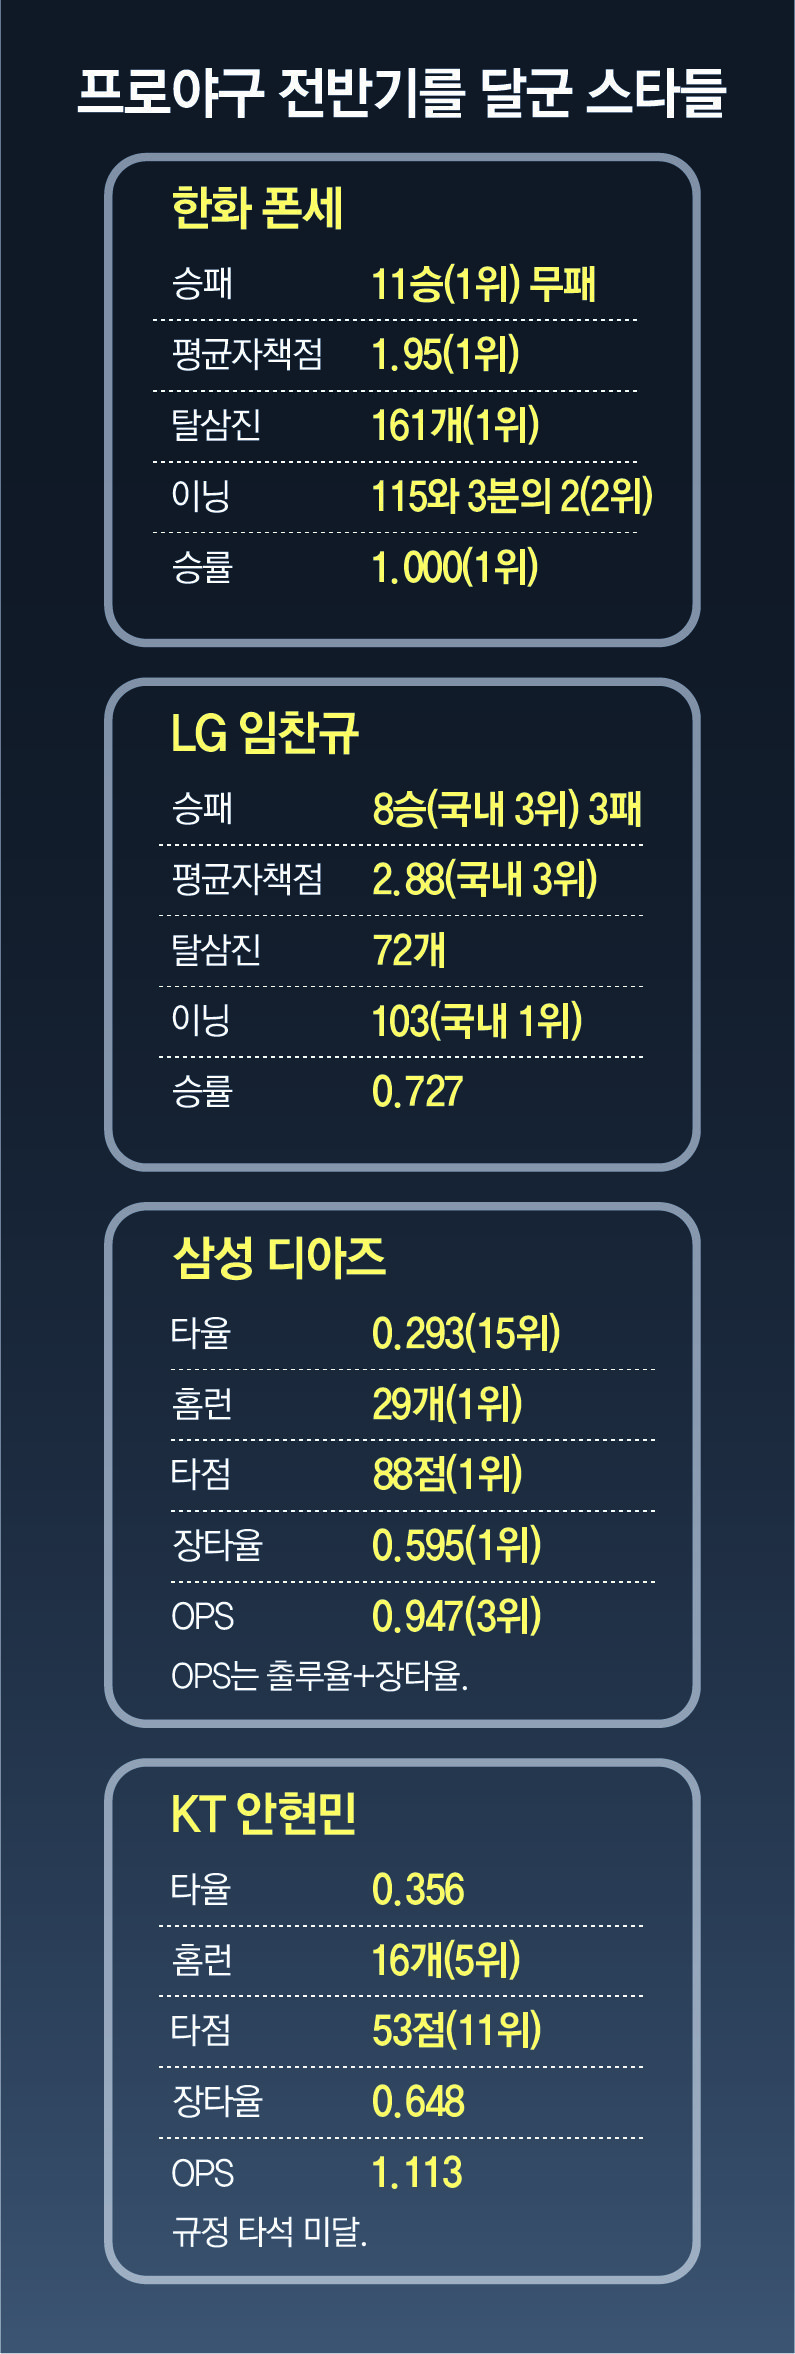 프로야구 전반기를 달군 스타들
한화 폰세
승패 11승(1위) 무패
평균자책점 1.95(1위)
탈삼진 161개(1위)
이닝 115와 3분의 2(2위)
승률 1.000(1위)
LG 임찬규
승패 8승(국내 3위) 3패
평균자책점 2.88(국내 3위)
탈삼진 72개
이닝 103(국내 1위)
승률 0.727
삼성 디아즈
타율 0.293(15위)
홈런 29개(1위)
타점 88점(1위)
장타율 0.595(1위)
OPS 0.947(3위)
OPS는 출루율+장타율.
KT 안현민
타율 0.356
홈런 16개(5위)
타점 53점(11위)
장타율 0.648
OPS 1.113
규정 타석 미달.